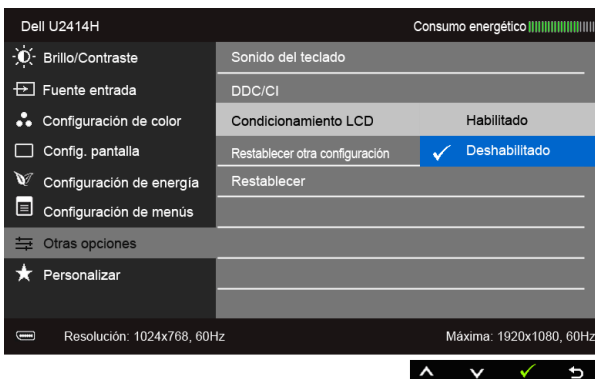 Dell U2414H Consumo energético
Brillo/Contraste Sonido del teclado
Fuente entrada DDC/CI
Configuración de color Condicionamiento LCD Habilitado
Config. pantalla Restablecer otra configuración Deshabilitado
Configuración de energía Restablecer
Configuración de menús
Otras opciones
Personalizar
Resolución: 1024x768, 60Hz Máxima: 1920x1080, 60Hz